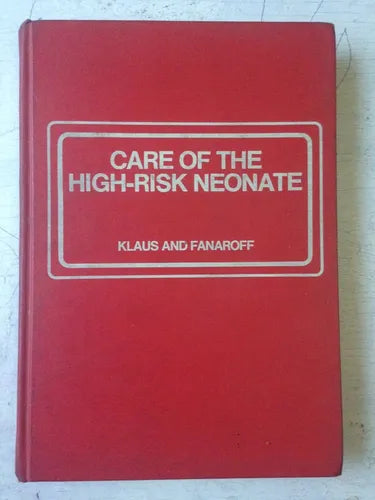 CARE OF THE
HIGH-RISK NEONATE
KLAUS AND FANAROFF